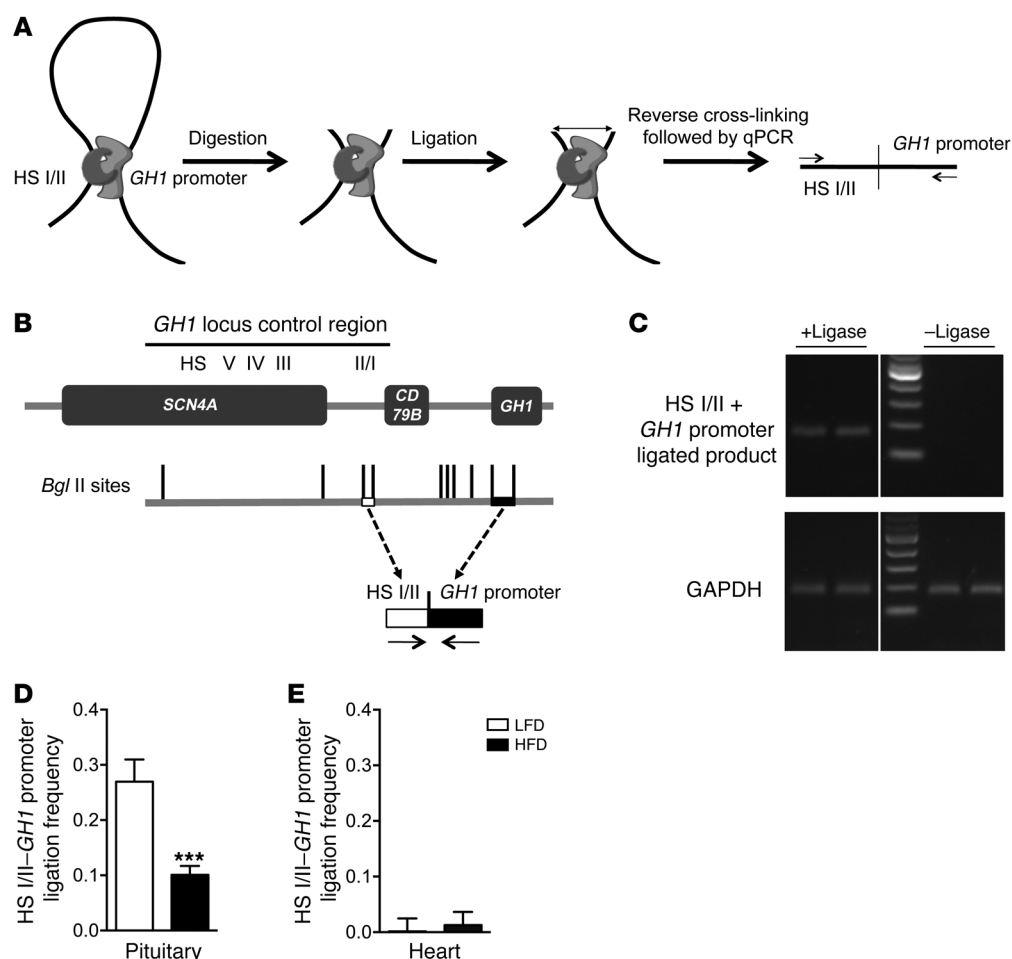 A
HS I/II
GH1 promoter
Digestion
Ligation
Reverse cross-linking
followed by qPCR
GH1 promoter
HS I/II
B
GH1 locus control region
HS V IV III II/I
SCN4A
CD
79B
GH1
Bgl II sites
HS I/II GH1 promoter
C
+Ligase –Ligase
HS I/II +
GH1 promoter
ligated product
GAPDH
D
HS I/II–GH1 promoter
ligation frequency
0.4
0.3
0.2
0.1
0.0
***
Pituitary
E
HS I/II–GH1 promoter
ligation frequency
0.4
0.3
0.2
0.1
0.0
LFD
HFD
Heart